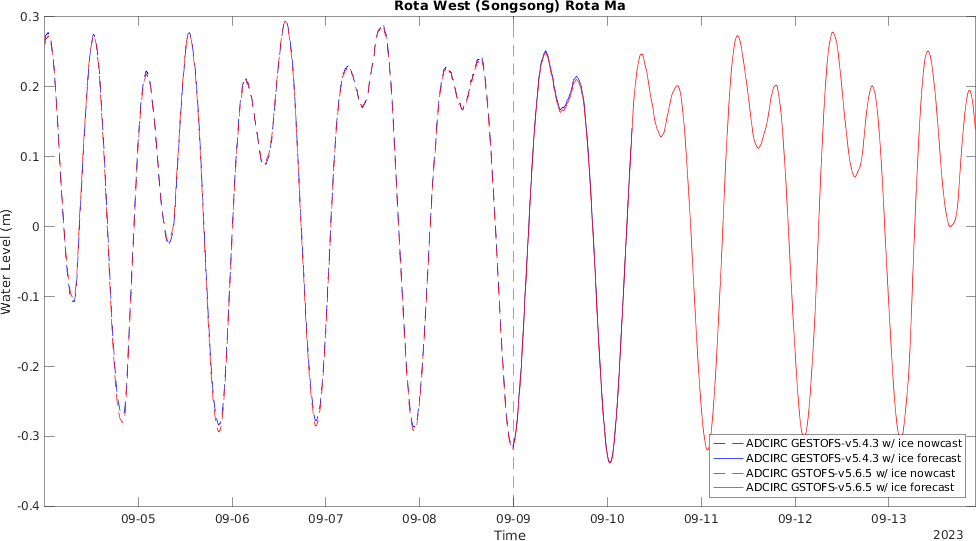 Rota West (Songsong) Rota Ma
Water Level (m)
0.3
0.2
0.1
0
-0.1
-0.2
-0.3
-0.4
09-05 09-06 09-07 09-08 09-09 09-10 09-11 09-12 09-13
Time
2023
ADCIRC GESTOFS-v5.4.3 w/ ice nowcast
ADCIRC GESTOFS-v5.4.3 w/ ice forecast
ADCIRC GSTOFS-v5.6.5 w/ ice nowcast
ADCIRC GSTOFS-v5.6.5 w/ ice forecast